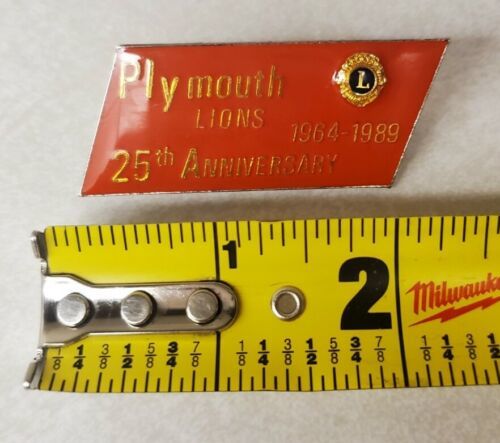 Plymouth
L
LIONS
1964-1989
25th ANNIVERSARY
1 2 Milwauke
1/8 1/4 3/8 1/2 5/8 3/4 7/8 1/8 1/4 3/8 1/2 5/8 3/4 7/8 1/8 1/4 3/8 1/2